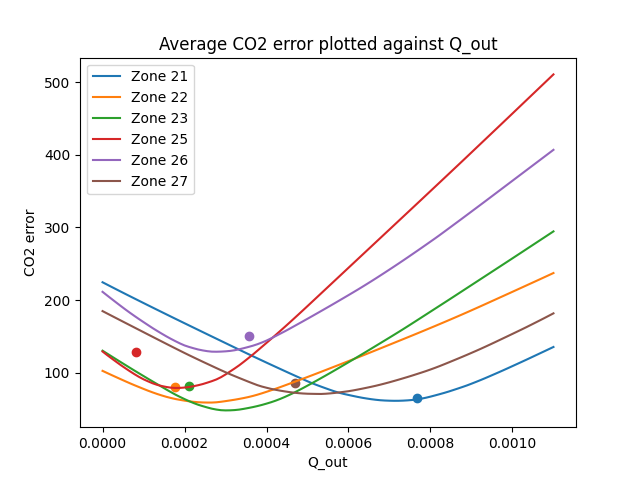 Average CO2 error plotted against Q_out
500
400
300
200
100
CO2 error
Zone 21
Zone 22
Zone 23
Zone 25
Zone 26
Zone 27
0.0000 0.0002 0.0004 0.0006 0.0008 0.0010
Q_out